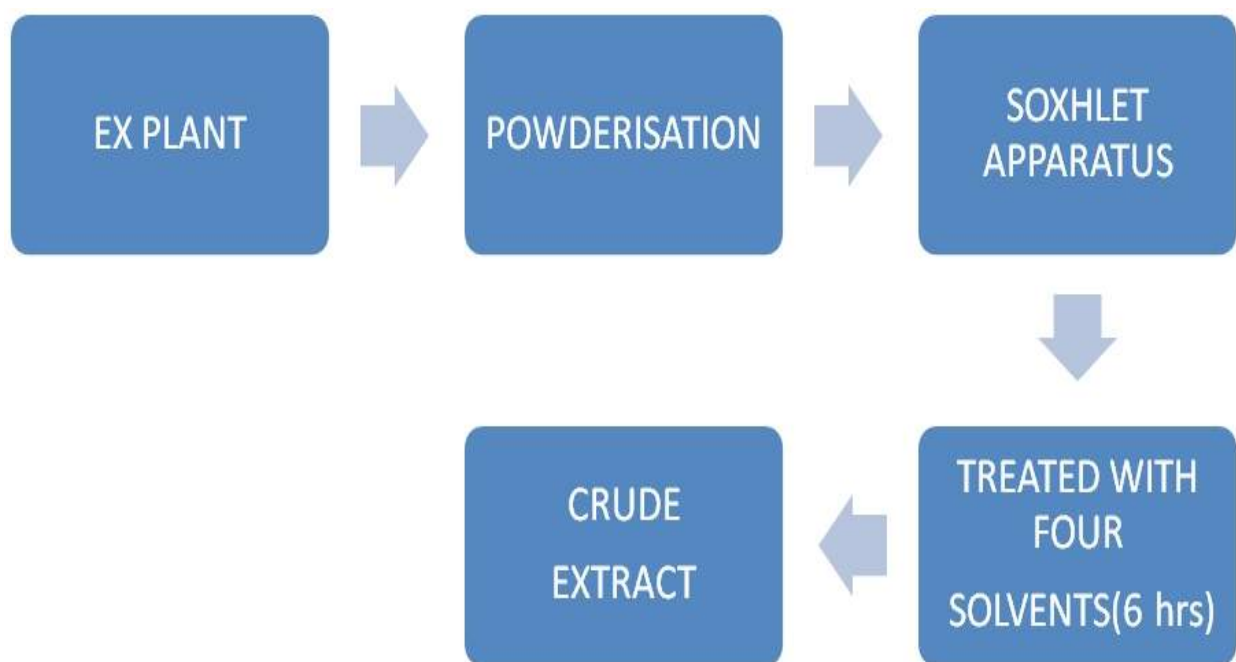 EX PLANT
POWDERISATION
SOXHLET
APPARATUS
TREATED WITH
FOUR
SOLVENTS(6 hrs)
CRUDE
EXTRACT